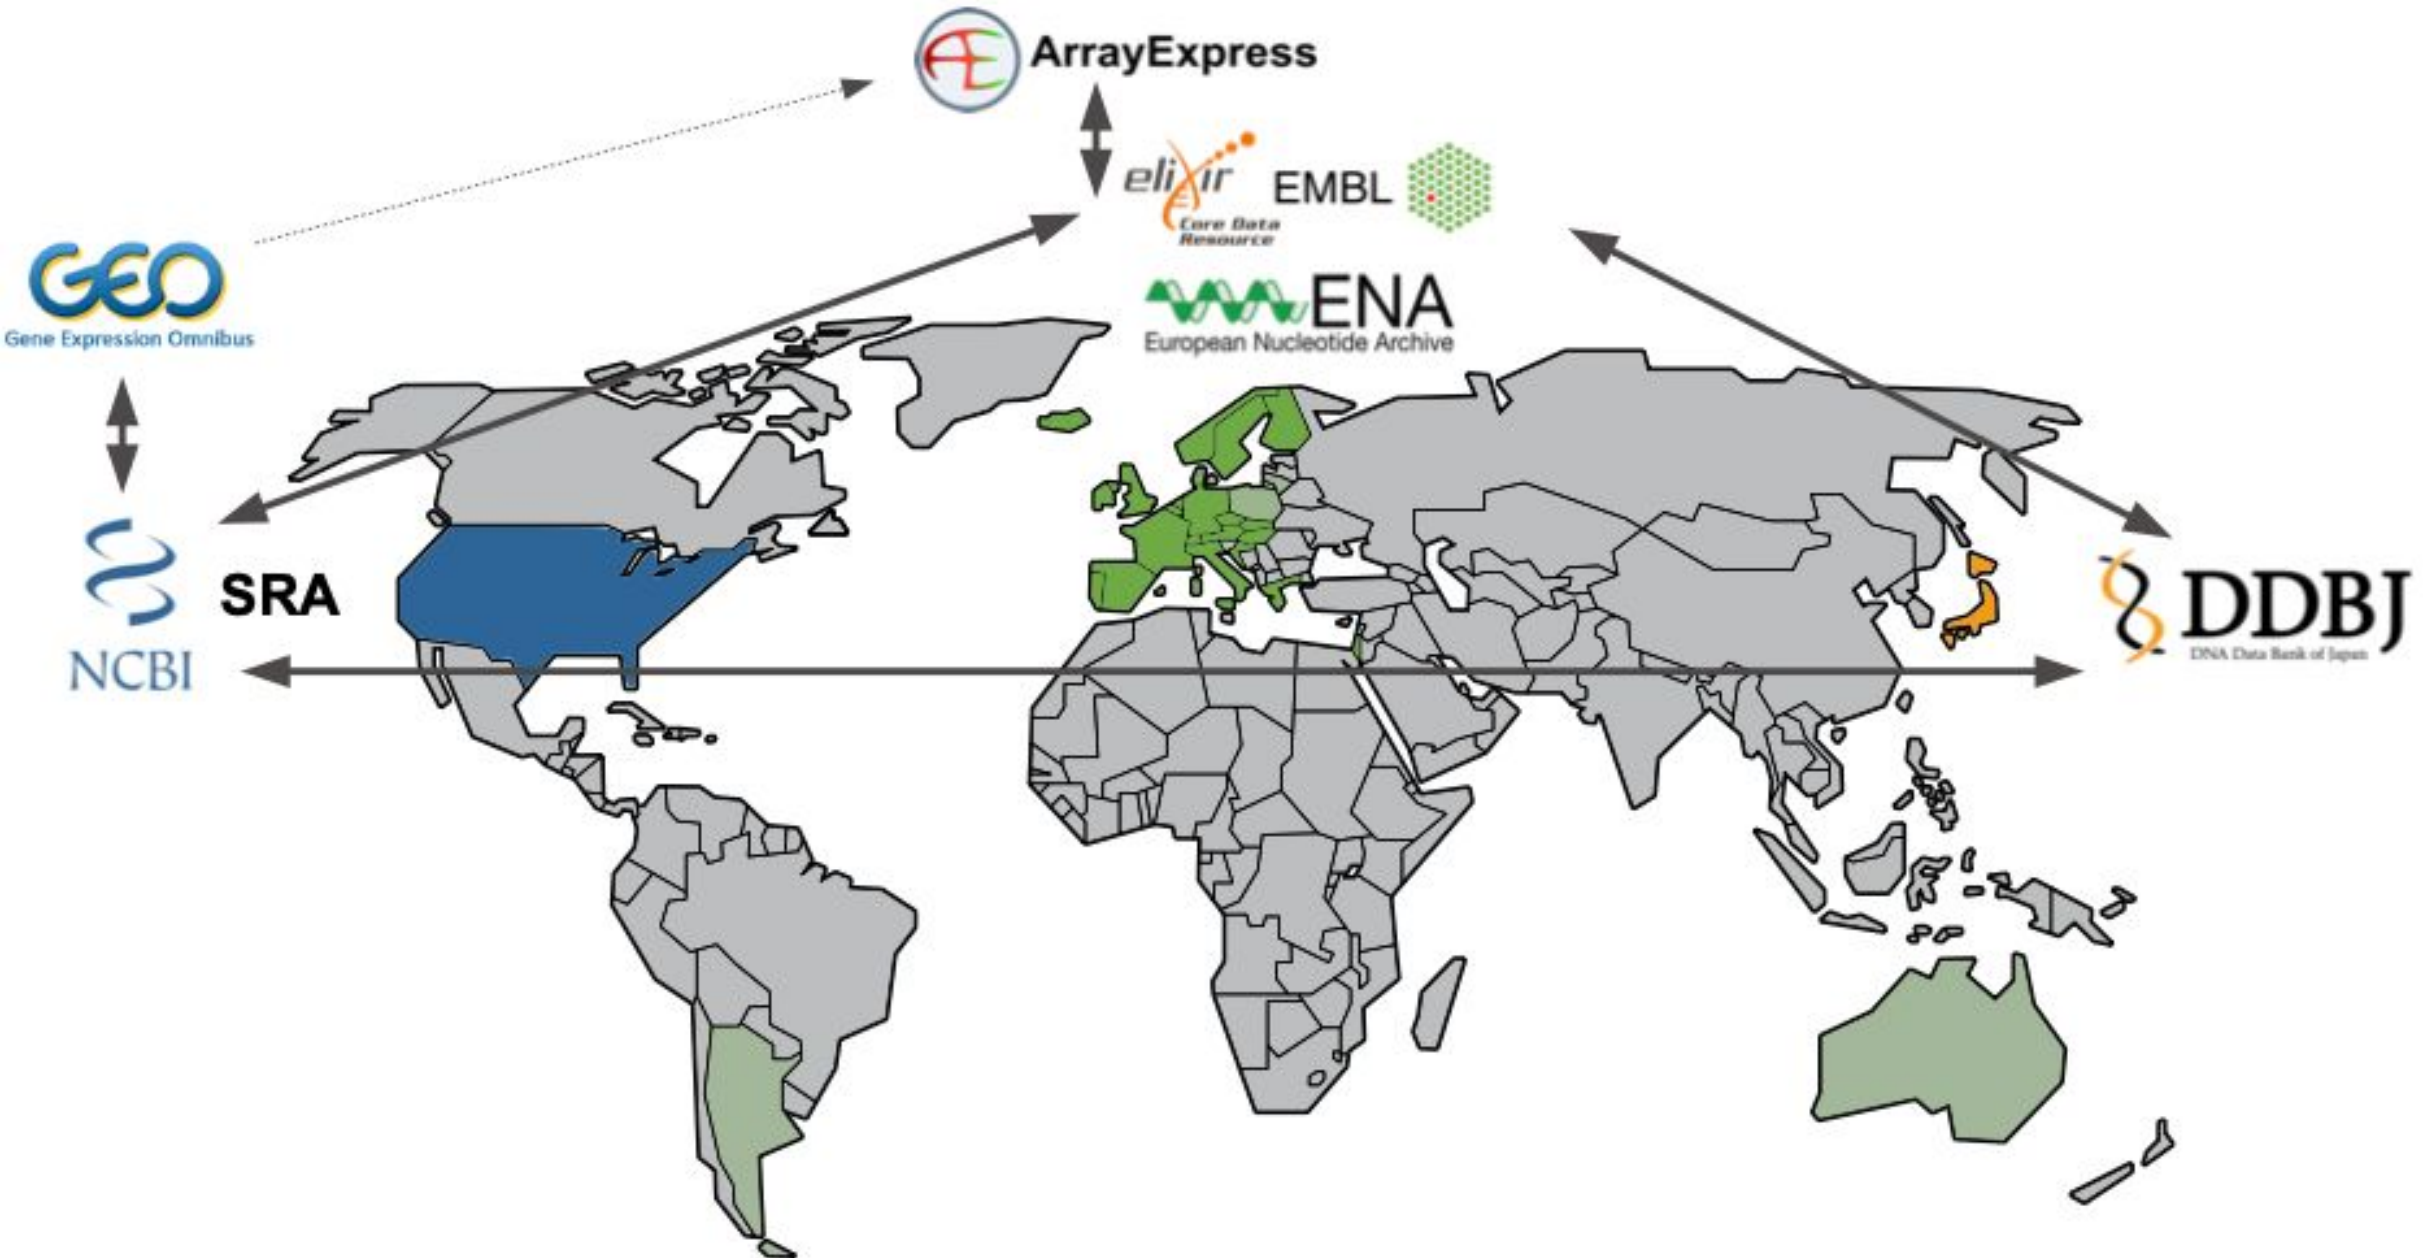 ArrayExpress
elixir
Core Data
Resource
EMBL
GEO
Gene Expression Omnibus
ENA
European Nucleotide Archive
SRA
NCBI
DDBJ
DNA Data Bank of Japan